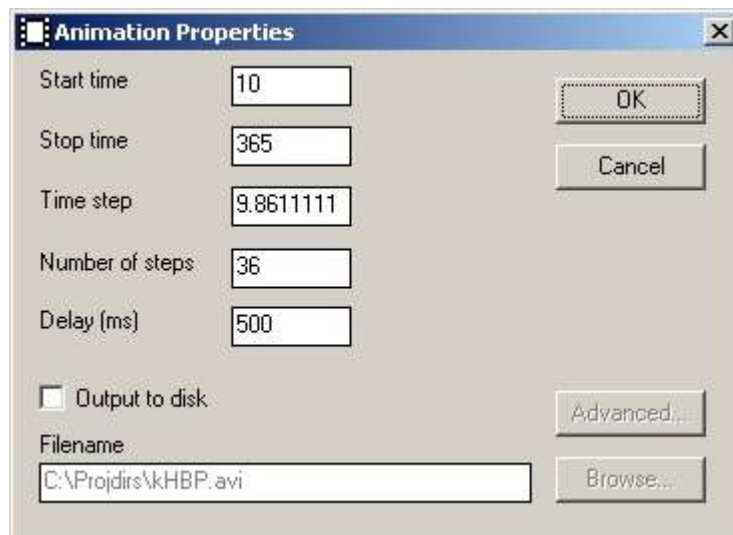 Animation Properties
Start time 10
OK
Stop time 365
Cancel
Time step 9.8611111
Number of steps 36
Delay (ms) 500
Output to disk
Advanced...
Filename
C:\Projdirs\kHBP.avi
Browse...